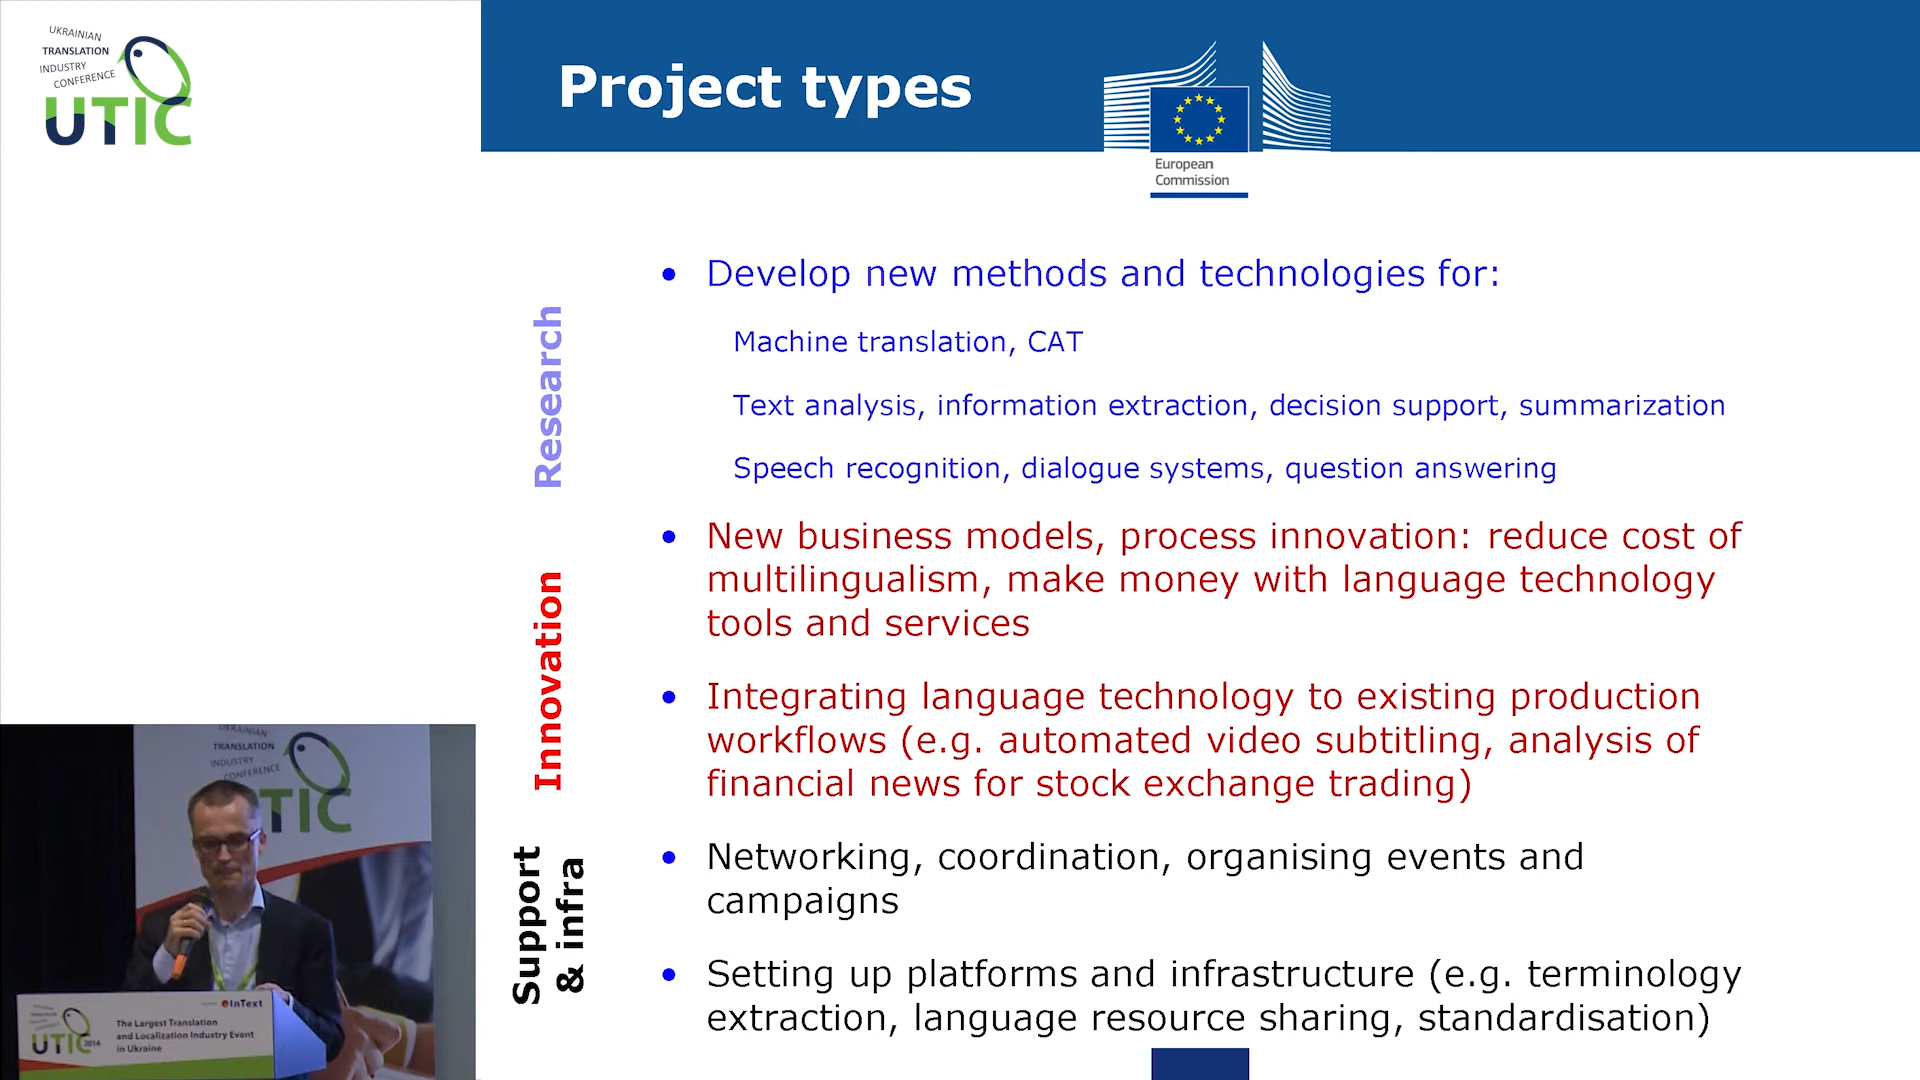 UKRAINIAN
TRANSLATION
INDUSTRY
CONFERENCE
UTIC
Project types
European
Commission
Research
• Develop new methods and technologies for:
Machine translation, CAT
Text analysis, information extraction, decision support, summarization
Speech recognition, dialogue systems, question answering
Innovation
• New business models, process innovation: reduce cost of
multilingualism, make money with language technology
tools and services
• Integrating language technology to existing production
workflows (e.g. automated video subtitling, analysis of
financial news for stock exchange trading)
Support
& infra
• Networking, coordination, organising events and
campaigns
• Setting up platforms and infrastructure (e.g. terminology
extraction, language resource sharing, standardisation)
UKRAINIAN
TRANSLATION
INDUSTRY
CONFERENCE
TIC
InText
UTIC 2016
The Largest Translation
and Localization Industry Event
in Ukraine